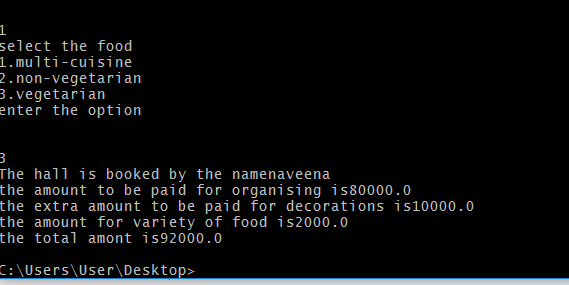 1
select the food
1.multi-cuisine
2.non-vegetarian
3.vegetarian
enter the option
3
The hall is booked by the namenaveena
the amount to be paid for organising is80000.0
the extra amount to be paid for decorations is10000.0
the amount for variety of food is2000.0
the total amont is92000.0
C:\Users\User\Desktop>